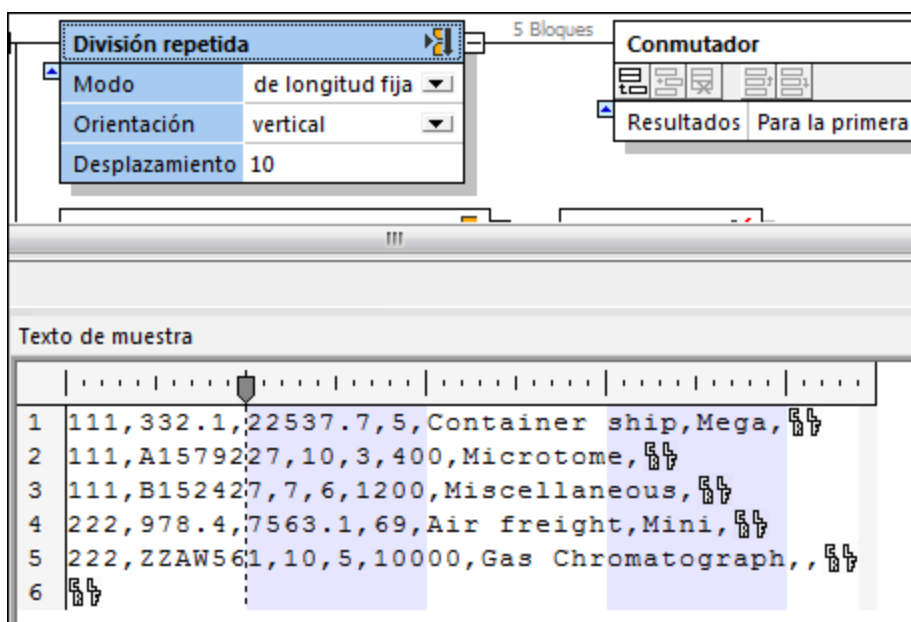 División repetida
5 Bloques
Conmutador
Modo de longitud fija
Orientación vertical
Resultados Para la primera
Desplazamiento 10
Texto de muestra
1 111,332.1,22537.7,5,Container ship,Mega,
2 111,A1579227,10,3,400,Microtome,
3 111,B152427,7,6,1200,Miscellaneous,
4 222,978.4,7563.1,69,Air freight,Mini,
5 222,ZZAW561,10,5,10000,Gas Chromatograph,,
6